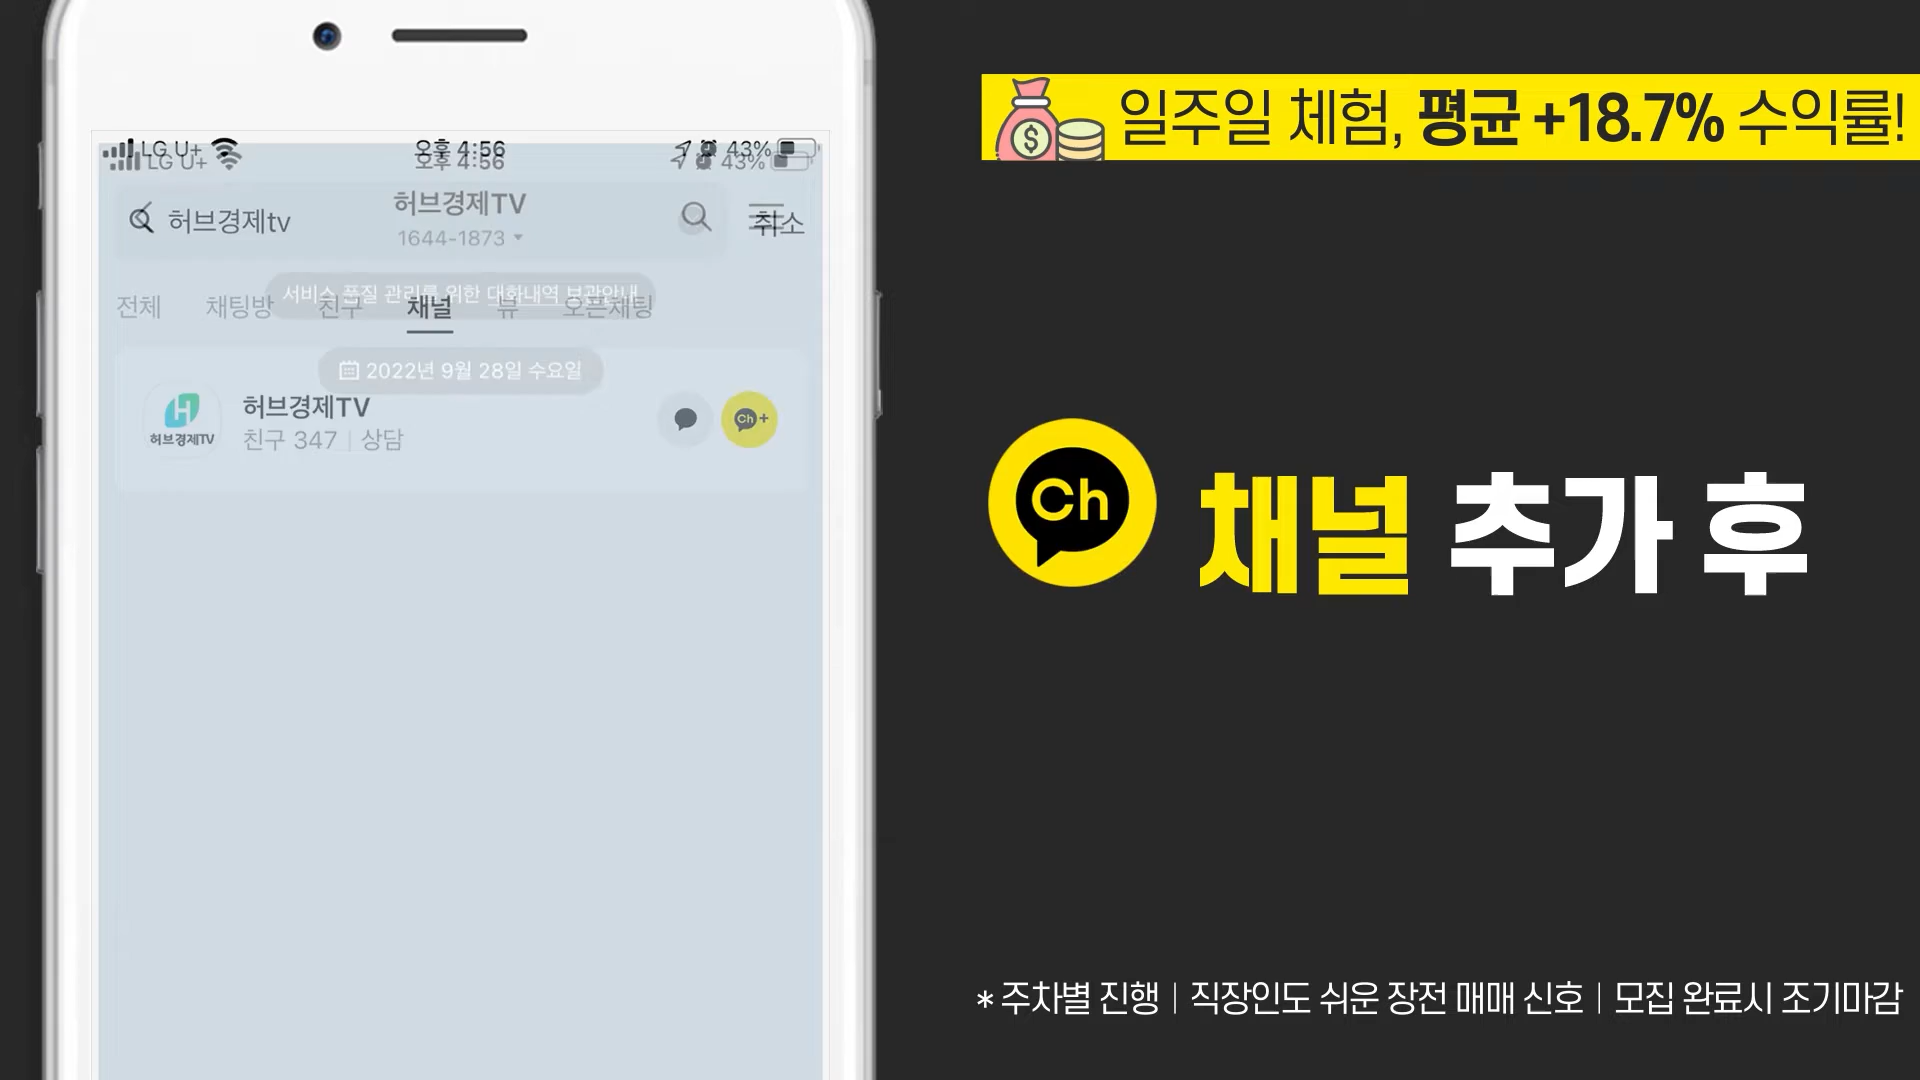 LG U+ 오후 4:56 43%
LG U+ 오후 4:56 43%
허브경제tv 취소
허브경제TV
1644-1873
서비스 품질 관리를 위한 대화내역 보관안내
전체 채팅방 친구 채널 뷰 오픈채팅
2022년 9월 28일 수요일
허브경제TV
허브경제TV
친구 347 | 상담
Ch+
일주일 체험, 평균 +18.7% 수익률!
Ch
채널 추가 후
* 주차별 진행 | 직장인도 쉬운 장전 매매 신호 | 모집 완료시 조기마감